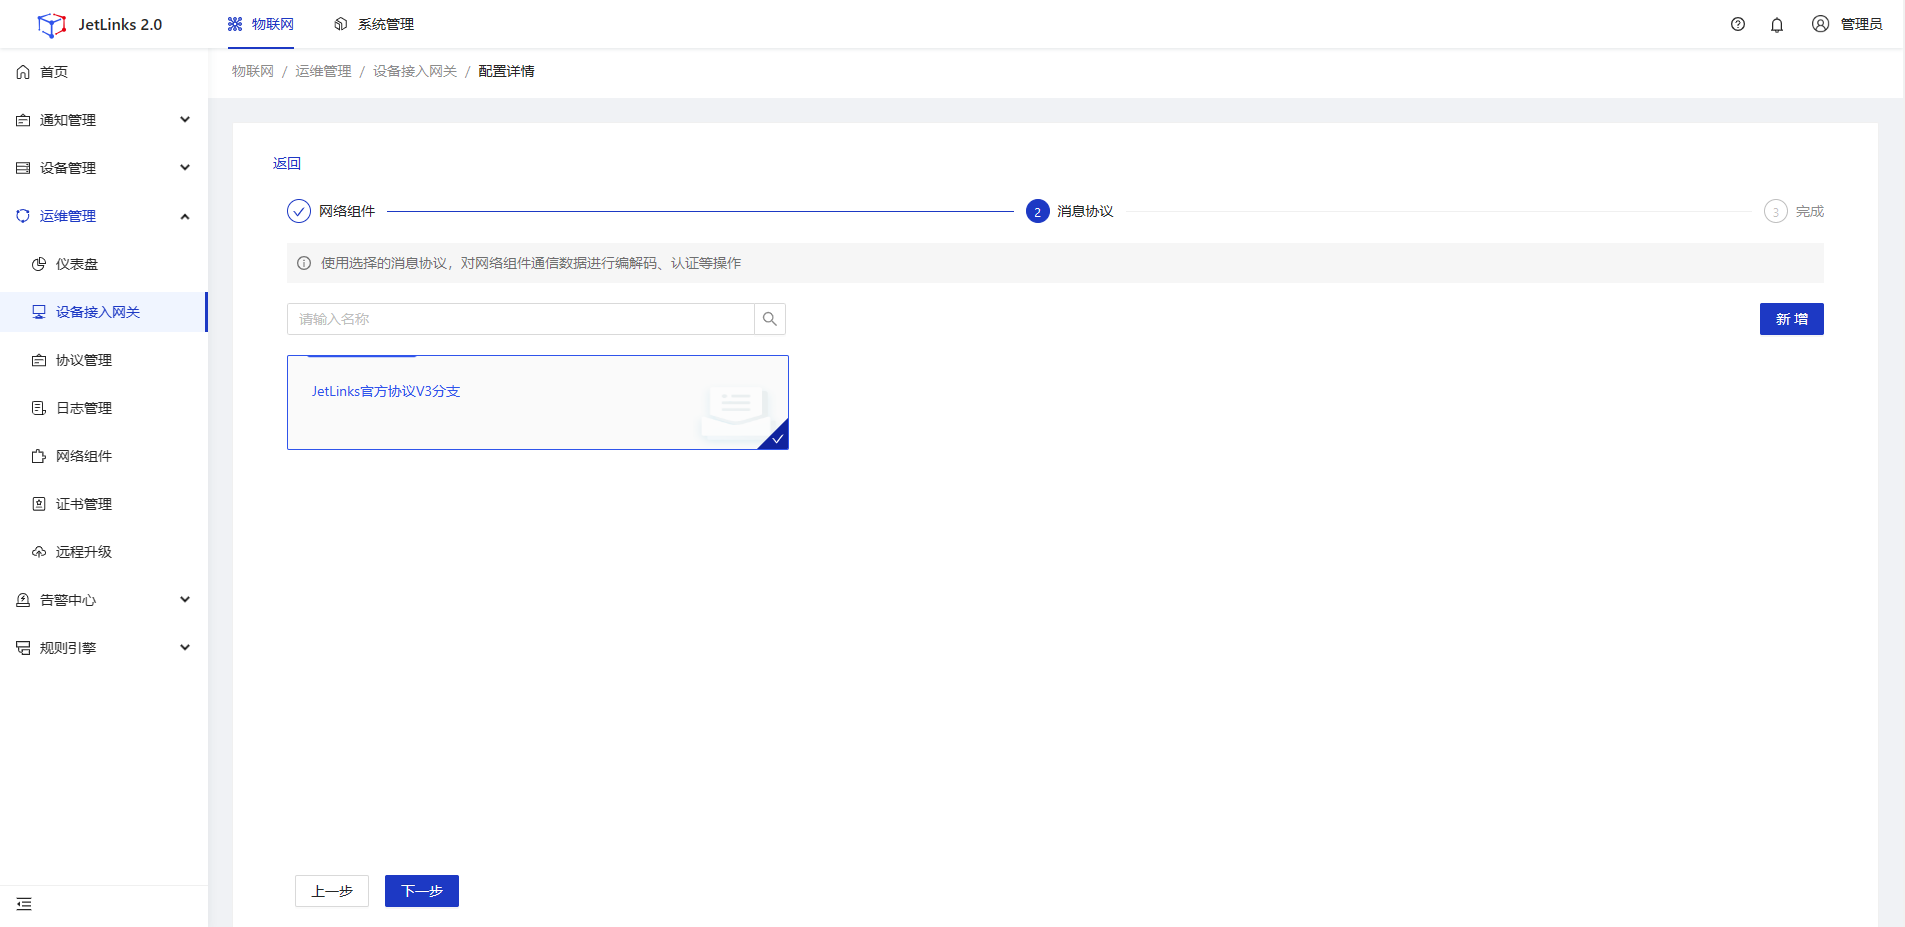 JetLinks 2.0
物联网
系统管理
管理员
首页
通知管理
设备管理
运维管理
仪表盘
设备接入网关
协议管理
日志管理
网络组件
证书管理
远程升级
告警中心
规则引擎
物联网 / 运维管理 / 设备接入网关 / 配置详情
返回
网络组件
2 消息协议
3 完成
使用选择的消息协议，对网络组件通信数据进行编解码、认证等操作
请输入名称
新 增
JetLinks官方协议V3分支
上一步
下一步